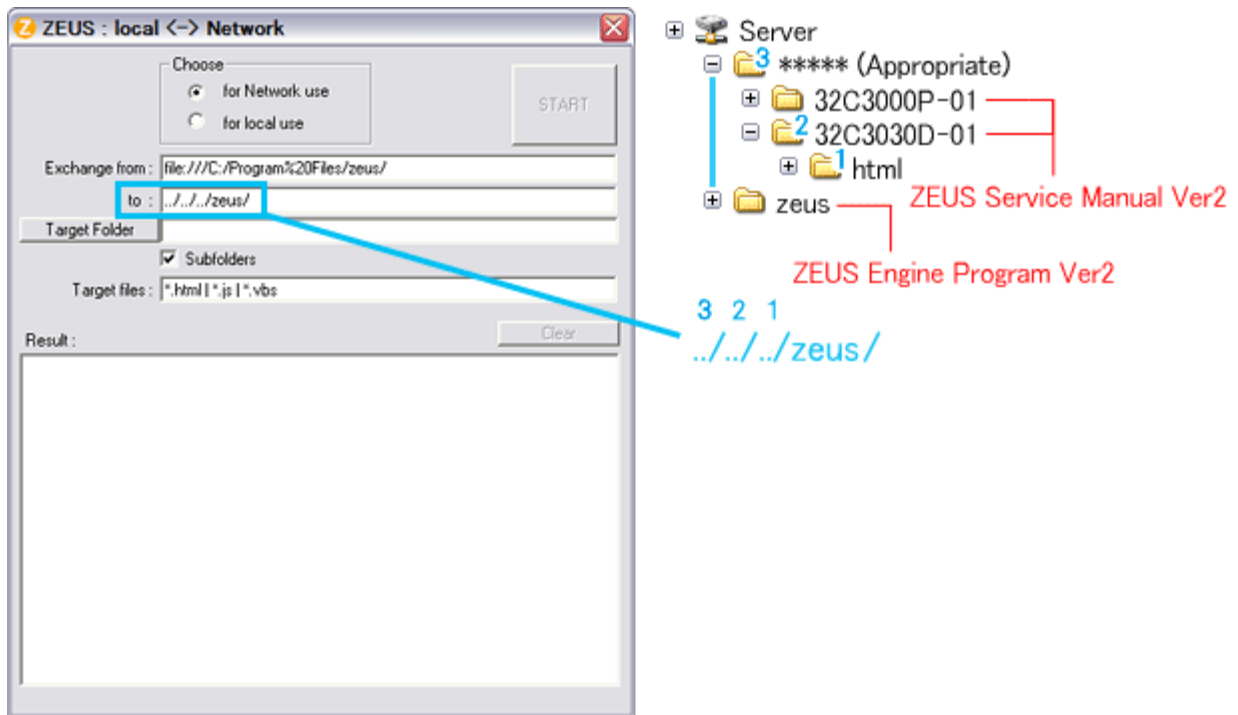 ZEUS : local <-> Network
Choose
for Network use
for local use
START
Exchange from : file:///C:/Program%20Files/zeus/
to : ../../../zeus/
Target Folder
Subfolders
Target files : *.html | *.js | *.vbs
Result :
Clear
Server
3 ***** (Appropriate)
32C3000P-01
2 32C3030D-01
1 html
zeus
ZEUS Service Manual Ver2
ZEUS Engine Program Ver2
3 2 1
../../../zeus/